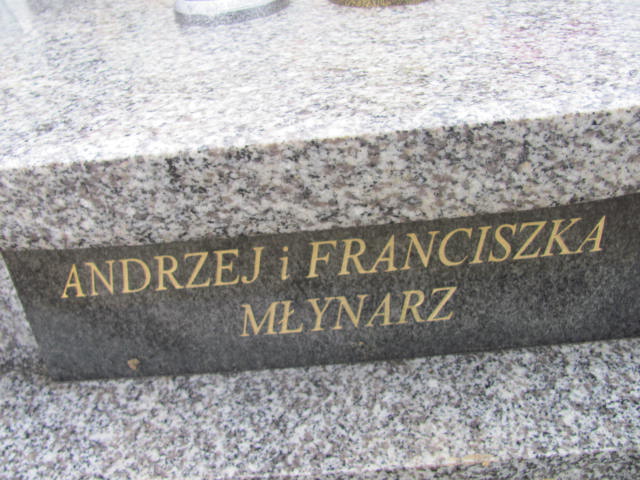 ANDRZEJ i FRANCISZKA
MŁYNARZ